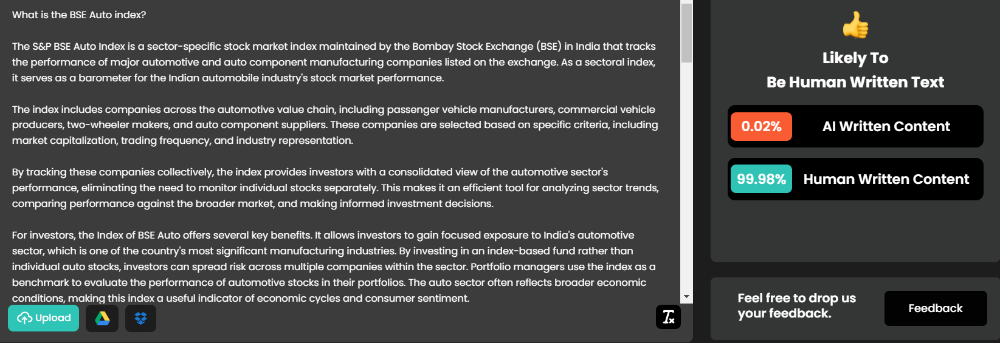 What is the BSE Auto index?
The S&P BSE Auto Index is a sector-specific stock market index maintained by the Bombay Stock Exchange (BSE) in India that tracks
the performance of major automotive and auto component manufacturing companies listed on the exchange. As a sectoral index,
it serves as a barometer for the Indian automobile industry's stock market performance.
The index includes companies across the automotive value chain, including passenger vehicle manufacturers, commercial vehicle
producers, two-wheeler makers, and auto component suppliers. These companies are selected based on specific criteria, including
market capitalization, trading frequency, and industry representation.
By tracking these companies collectively, the index provides investors with a consolidated view of the automotive sector's
performance, eliminating the need to monitor individual stocks separately. This makes it an efficient tool for analyzing sector trends,
comparing performance against the broader market, and making informed investment decisions.
For investors, the Index of BSE Auto offers several key benefits. It allows investors to gain focused exposure to India's automotive
sector, which is one of the country's most significant manufacturing industries. By investing in an index-based fund rather than
individual auto stocks, investors can spread risk across multiple companies within the sector. Portfolio managers use the index as a
benchmark to evaluate the performance of automotive stocks in their portfolios. The auto sector often reflects broader economic
conditions, making this index a useful indicator of economic cycles and consumer sentiment.
Upload
Likely To
Be Human Written Text
0.02% AI Written Content
99.98% Human Written Content
Feel free to drop us
your feedback.
Feedback